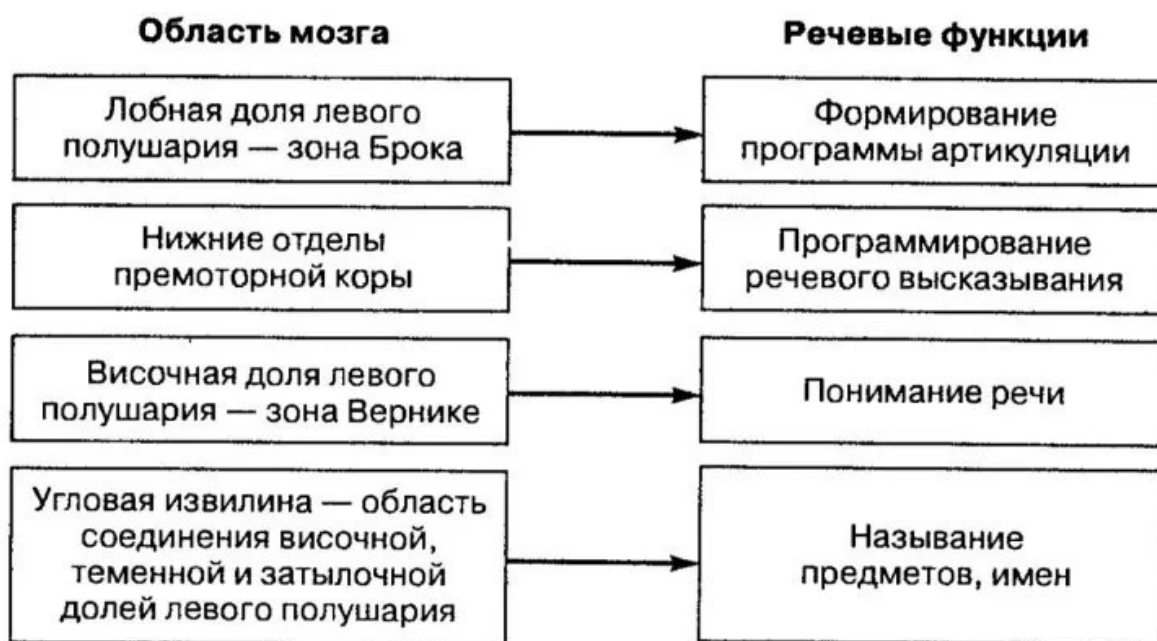 Область мозга
Речевые функции
Лобная доля левого
полушария — зона Брока
Формирование
программы артикуляции
Нижние отделы
премоторной коры
Программирование
речевого высказывания
Височная доля левого
полушария — зона Вернике
Понимание речи
Угловая извилина — область
соединения височной,
теменной и затылочной
долей левого полушария
Называние
предметов, имен